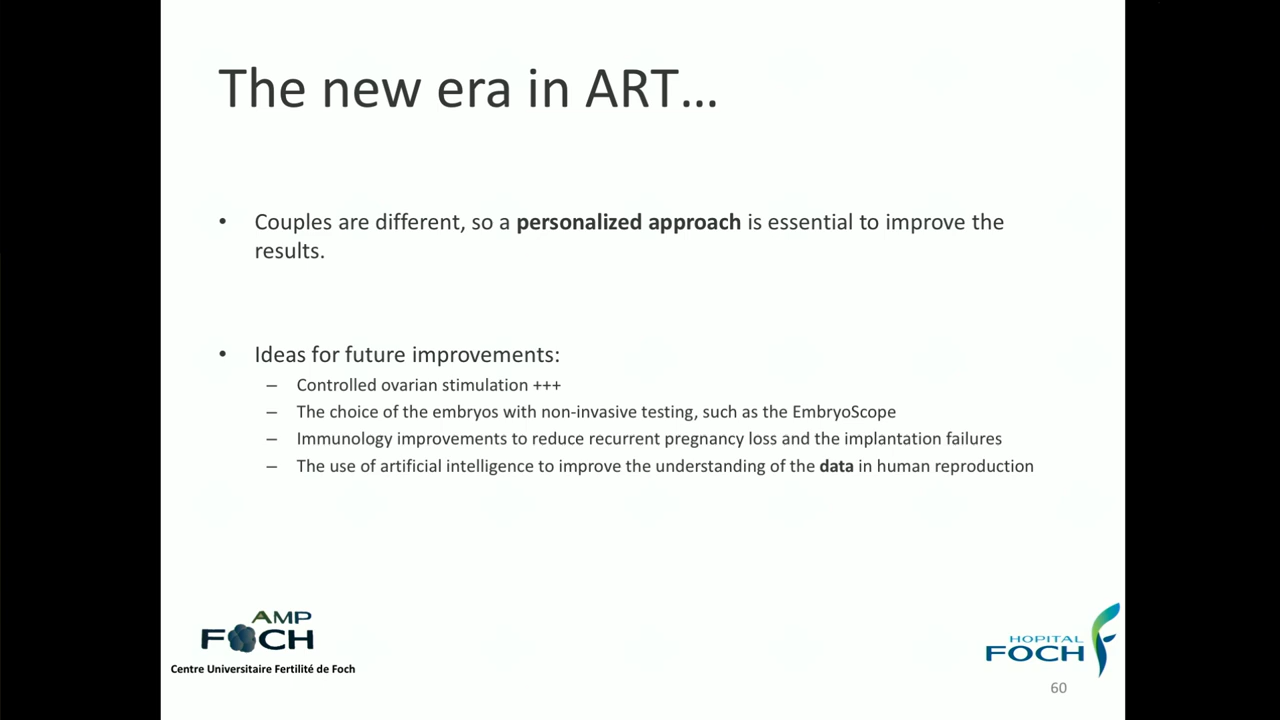 The new era in ART...
• Couples are different, so a personalized approach is essential to improve the
results.
• Ideas for future improvements:
– Controlled ovarian stimulation +++
– The choice of the embryos with non-invasive testing, such as the EmbryoScope
– Immunology improvements to reduce recurrent pregnancy loss and the implantation failures
– The use of artificial intelligence to improve the understanding of the data in human reproduction
AMP
FOCH
Centre Universitaire Fertilité de Foch
HOPITAL
FOCH
60